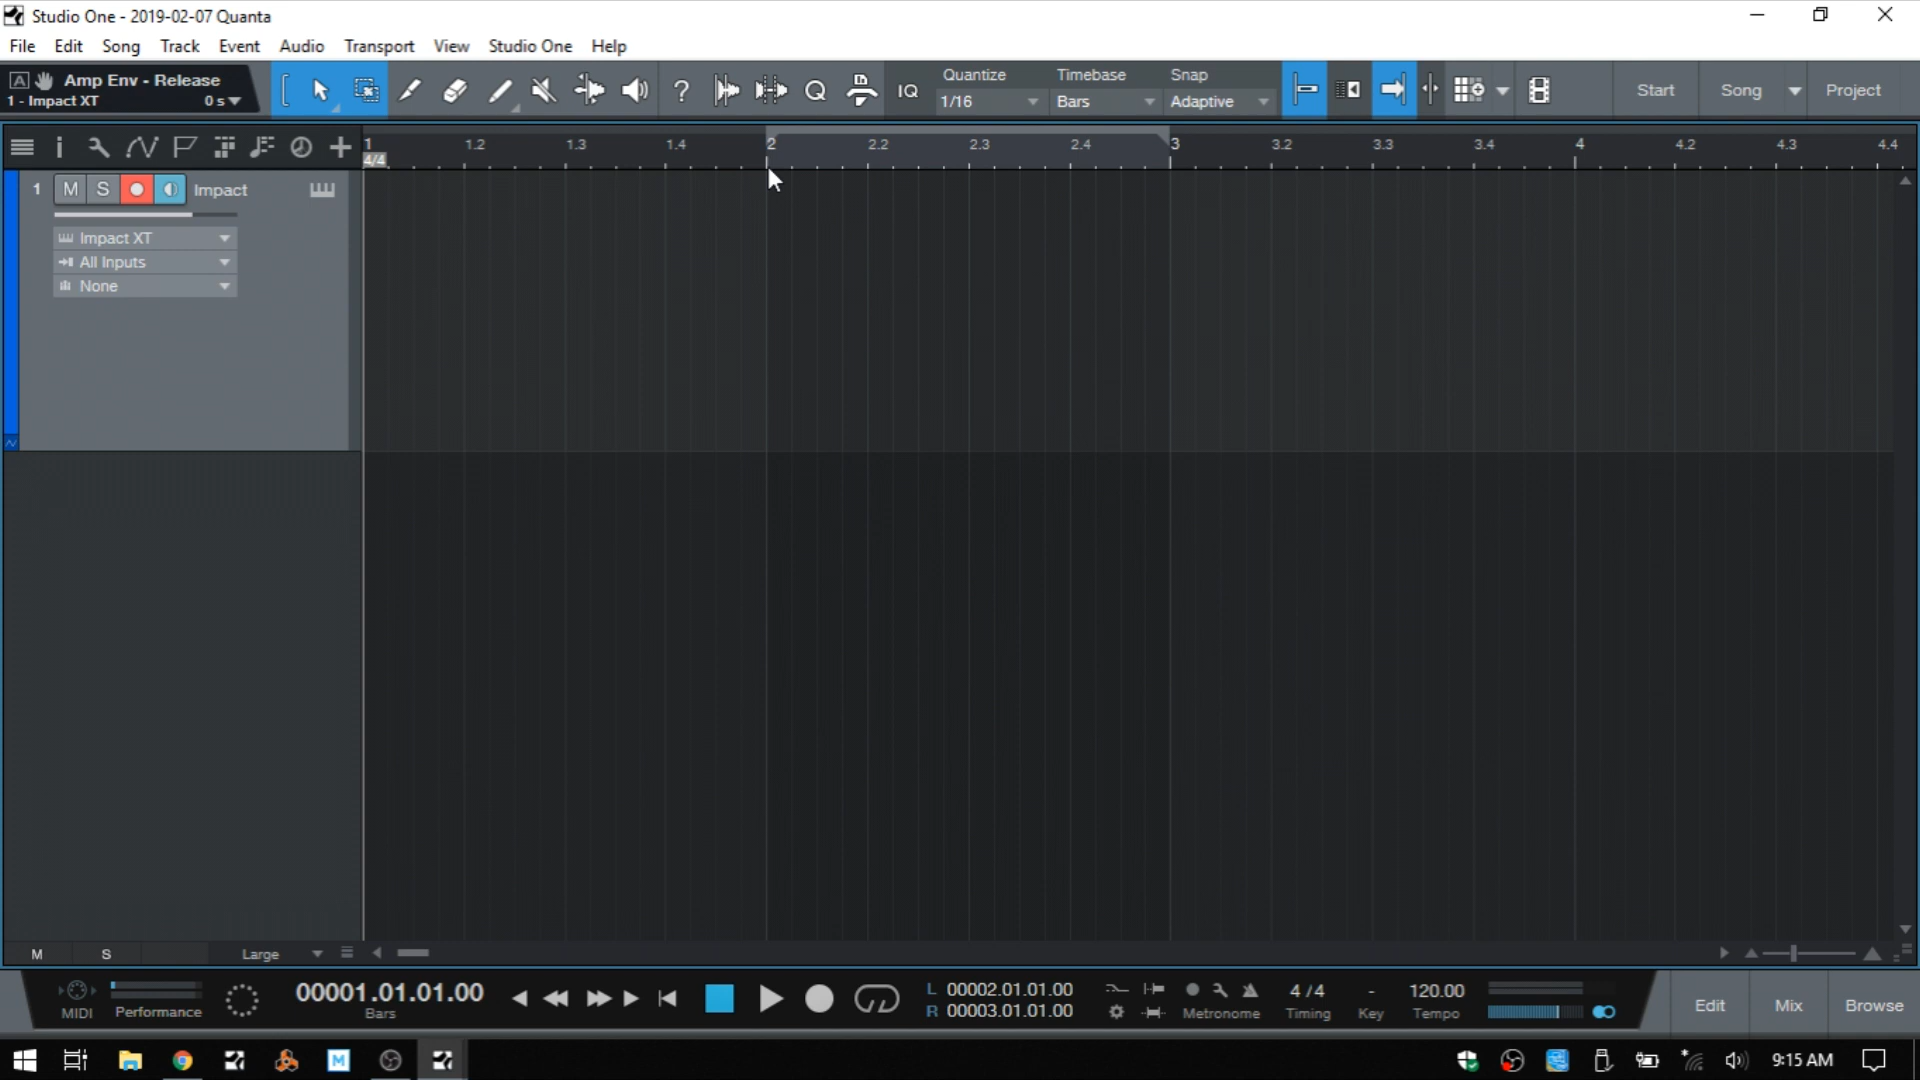 Studio One - 2019-02-07 Quanta
File Edit Song Track Event Audio Transport View Studio One Help
A Amp Env - Release
1 - Impact XT 0 s
? Q IQ
Quantize Timebase Snap
1/16 Bars Adaptive
Start Song Project
1 1.2 1.3 1.4 2 2.2 2.3 2.4 3 3.2 3.3 3.4 4 4.2 4.3 4.4
4/4
1 M S Impact
Impact XT
All Inputs
None
M S Large
00001.01.01.00
Bars
MIDI Performance
L 00002.01.01.00
R 00003.01.01.00
Metronome
4 / 4 - 120.00
Timing Key Tempo
Edit Mix Browse
M
9:15 AM